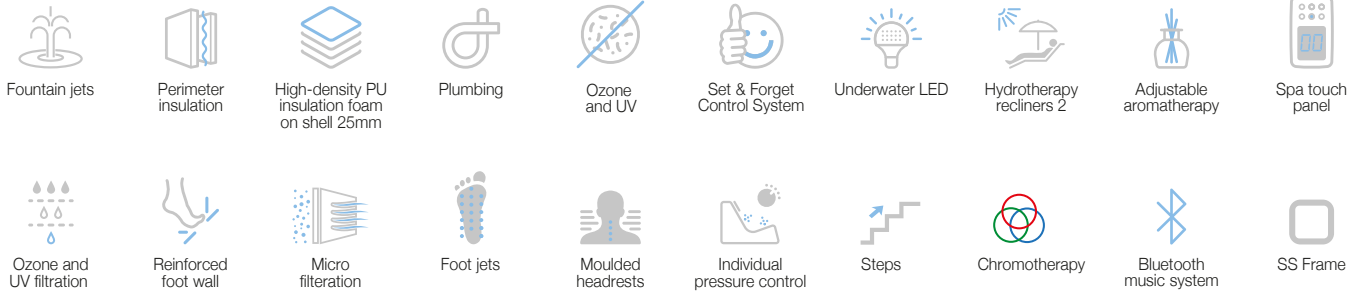 Fountain jets
Perimeter
insulation
High-density PU
insulation foam
on shell 25mm
Plumbing
Ozone
and UV
Set & Forget
Control System
Underwater LED
Hydrotherapy
recliners 2
Adjustable
aromatherapy
Spa touch
panel
Ozone and
UV filtration
Reinforced
foot wall
Micro
filteration
Foot jets
Moulded
headrests
Individual
pressure control
Steps
Chromotherapy
Bluetooth
music system
SS Frame